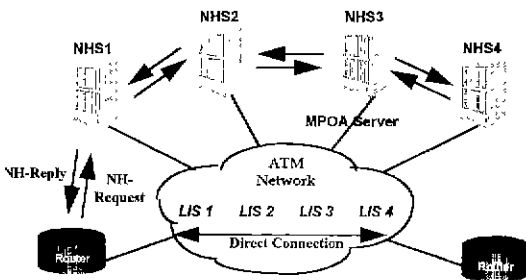 NHS2
NHS3
NHS1
NHS4
MPOA Server
NH-Reply
NH-
Request
ATM
Network
LIS 1 LIS 2 LIS 3 LIS 4
Direct Connection
Router
Router